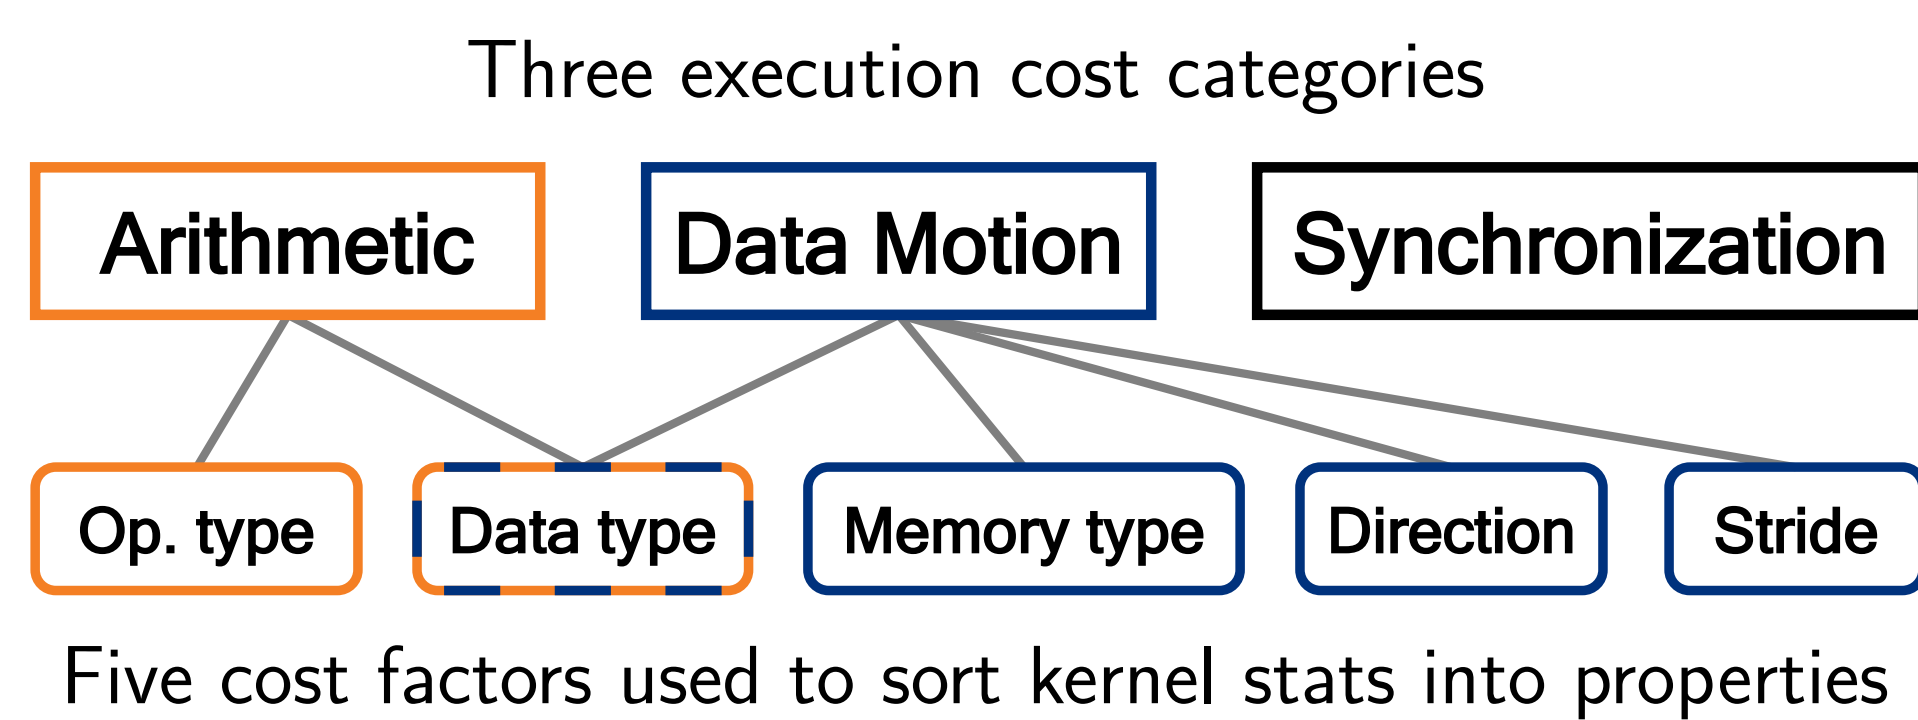 Three execution cost categories
Arithmetic Data Motion Synchronization
Op. type Data type Memory type Direction Stride
Five cost factors used to sort kernel stats into properties